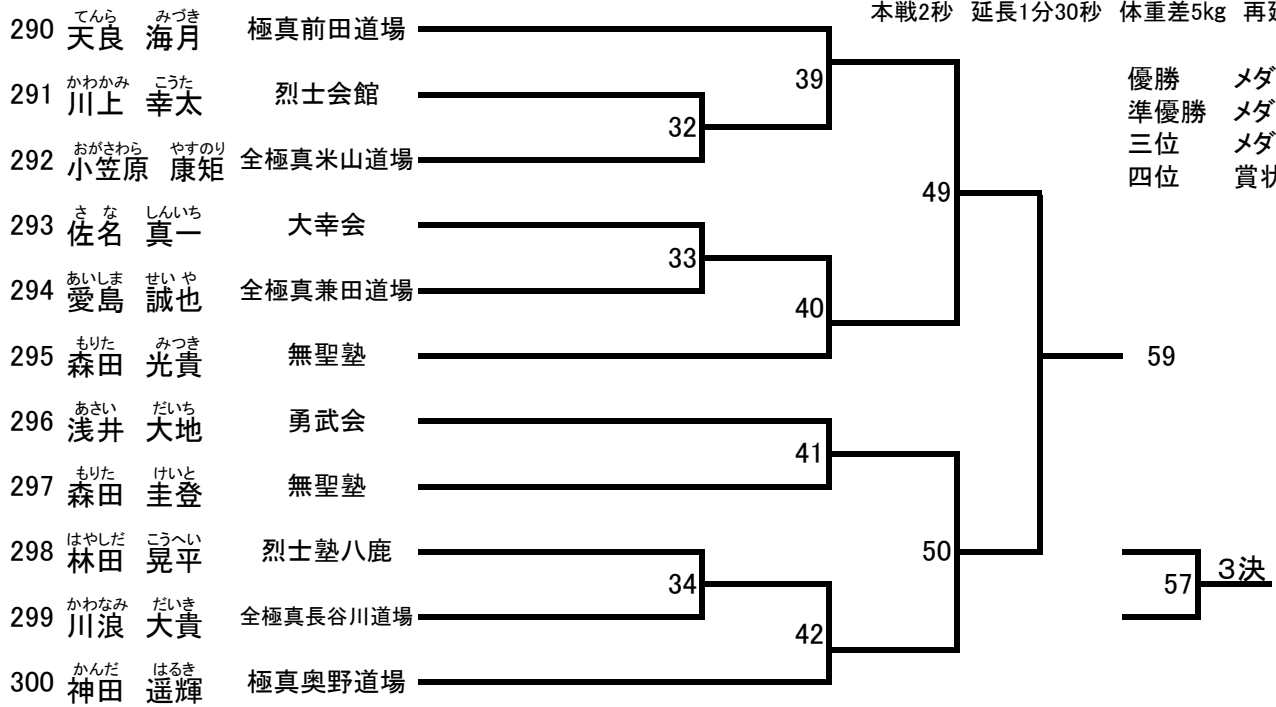 本戦2秒 延長1分30秒 体重差5kg 再
優勝 メダ
準優勝 メダ
三位 メダ
四位 賞状
てんら みづき
290 天良 海月 極真前田道場
かわかみ こうた
291 川上 幸太 烈士会館
おがさわら やすのり
292 小笠原 康矩 全極真米山道場
さ な しんいち
293 佐名 真一 大幸会
あいしま せい や
294 愛島 誠也 全極真兼田道場
もりた みつき
295 森田 光貴 無聖塾
あさい だいち
296 浅井 大地 勇武会
もりた けいと
297 森田 圭登 無聖塾
はやしだ こうへい
298 林田 晃平 烈士塾八鹿
かわなみ だいき
299 川浪 大貴 全極真長谷川道場
かんだ はるき
300 神田 遥輝 極真奥野道場
32
33
34
39
40
41
42
49
50
59
57 3決